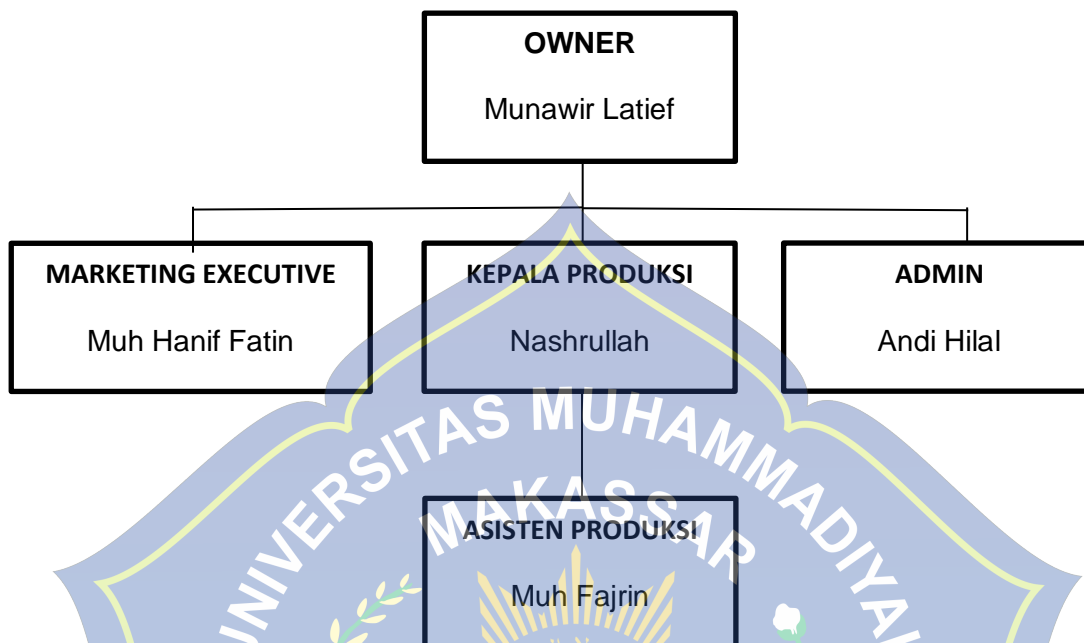 OWNER
Munawir Latief
MARKETING EXECUTIVE
Muh Hanif Fatin
KEPALA PRODUKSI
Nashrullah
ADMIN
Andi Hilal
ASISTEN PRODUKSI
Muh Fajrin
UNIVERSITAS MUHAMMADIYA
MAKASSAR